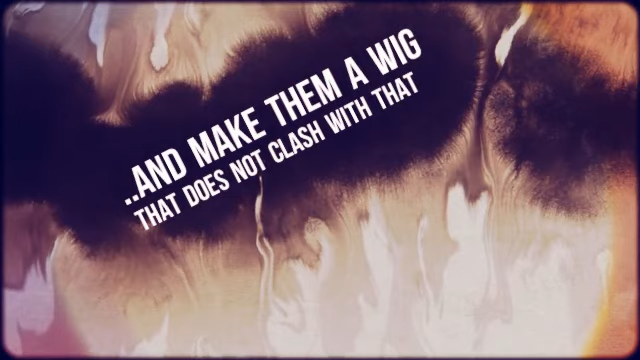 ..AND MAKE THEM A WIG
THAT DOES NOT CLASH WITH THAT